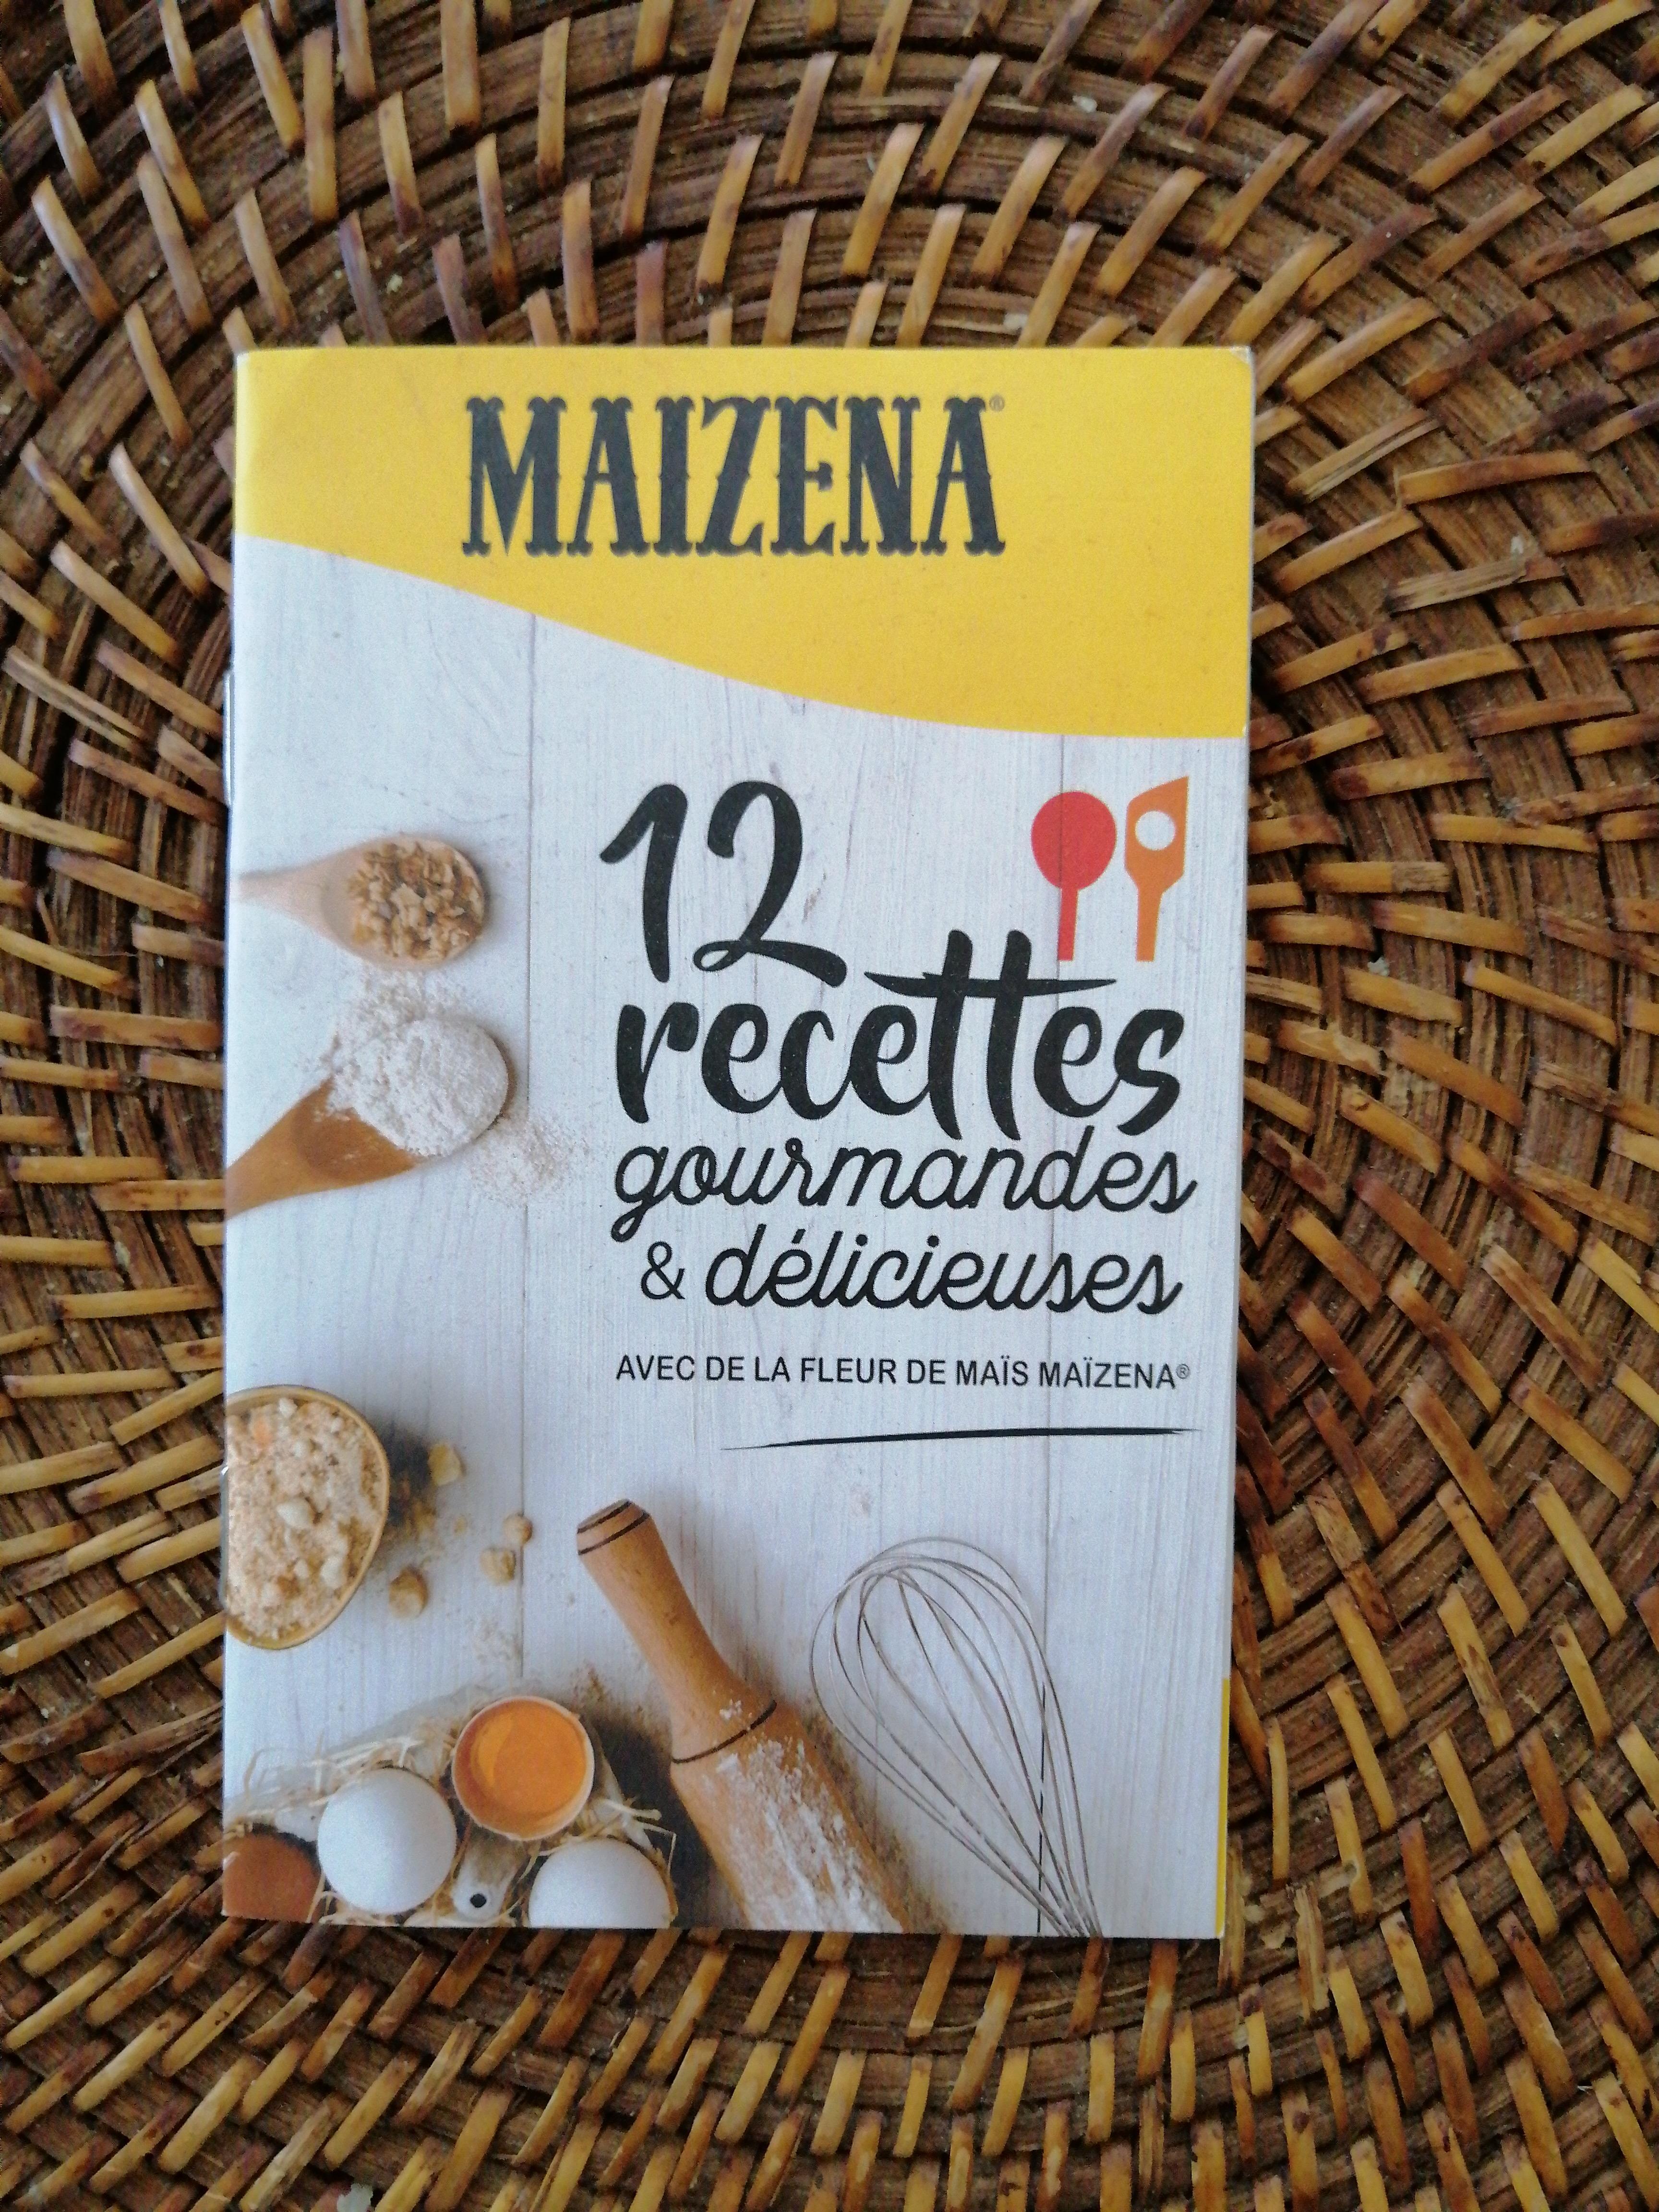 MAIZENA®
12
recettes
gourmandes
& délicieuses
AVEC DE LA FLEUR DE MAÏS MAÏZENA®